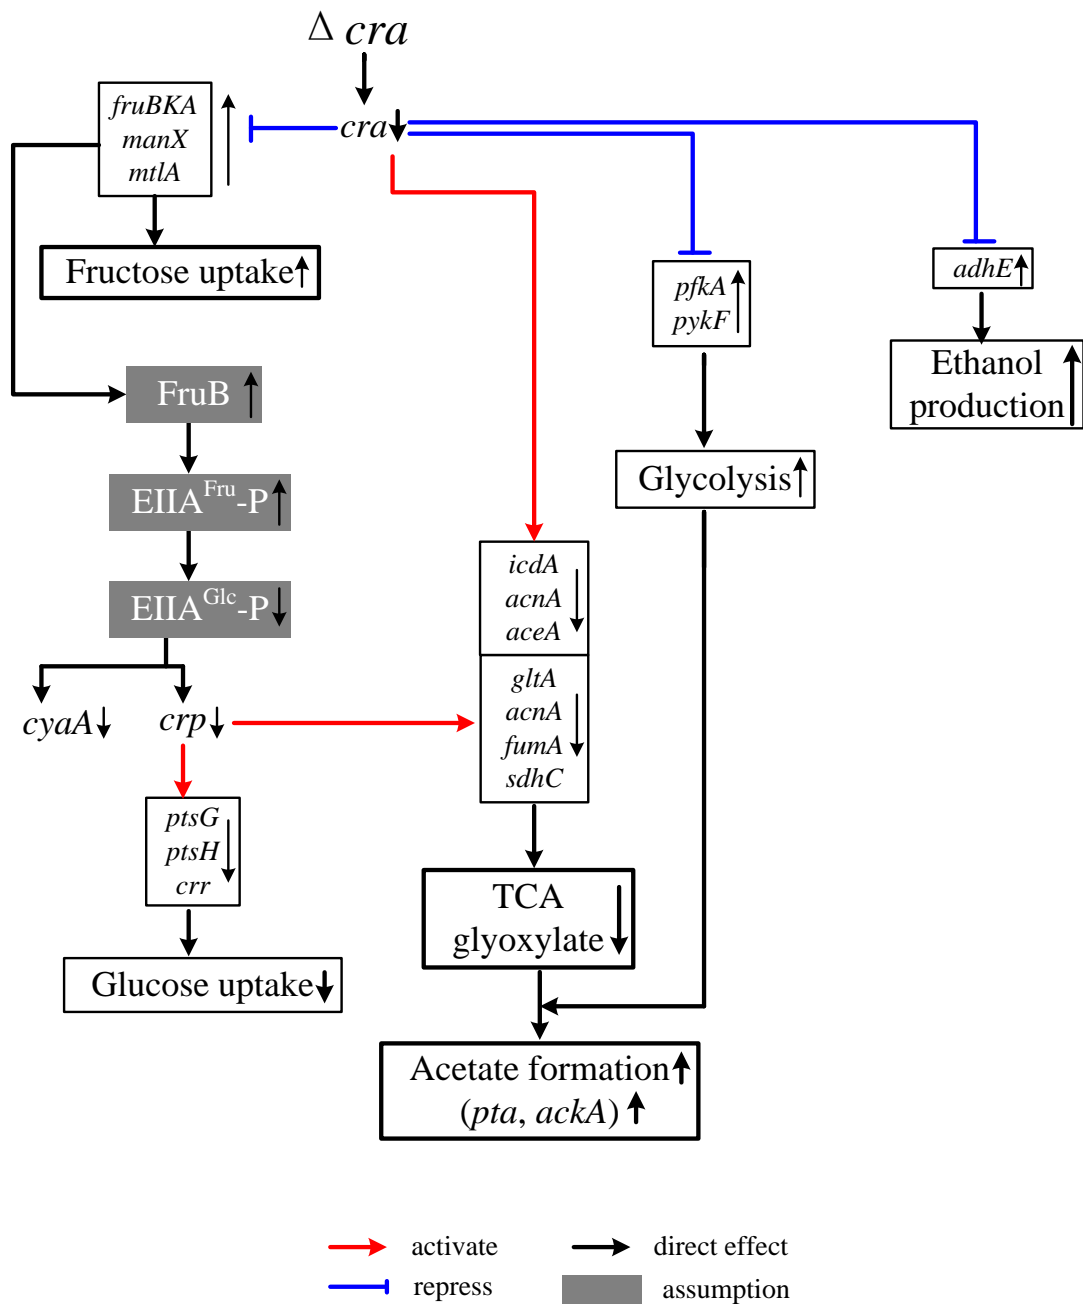 Δ cra
fruBKA
manX
mtlA
cra
Fructose uptake
pfkA
pykF
adhE
Ethanol
production
FruB
Glycolysis
EIIAFru-P
EIIAGlc-P
icdA
acnA
aceA
gltA
acnA
fumA
sdhC
cyaA
crp
ptsG
ptsH
crr
TCA
glyoxylate
Glucose uptake
Acetate formation
(pta, ackA)
activate
direct effect
repress
assumption